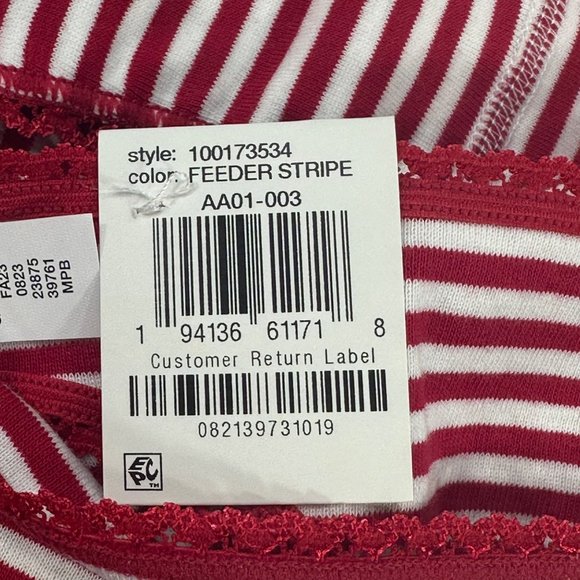 style: 100173534
color: FEEDER STRIPE
AA01-003
1 94136 61171 8
Customer Return Label
082139731019
EPC TM
FA23
0823
23875
39761
MPB